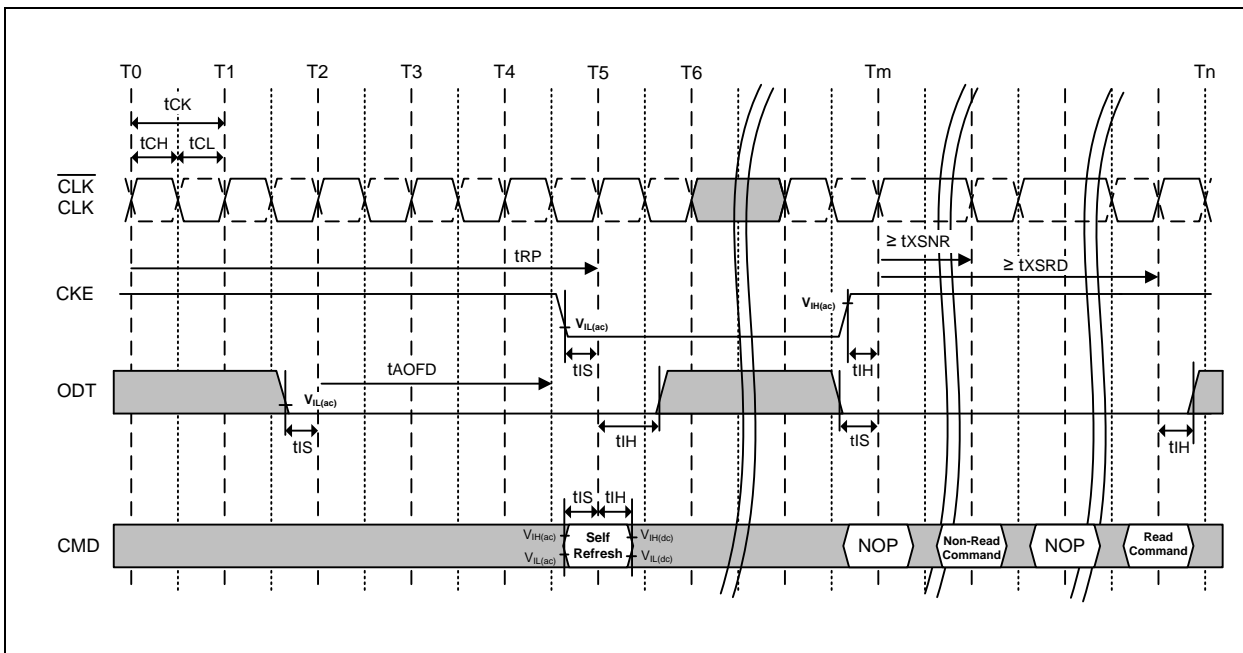 T0 T1 T2 T3 T4 T5 T6 Tm Tn
tCK
tCH tCL
CLK
CLK
≥ tXSNR
tRP
≥ tXSRD
CKE
VIH(ac)
VIL(ac)
tIS
tAOFD
tIH
ODT
VIL(ac)
tIS
tIH
tIS
tIH
tIS tIH
CMD
VIH(ac)
VIL(ac)
Self
Refresh
VIH(dc)
VIL(dc)
NOP
Non-Read
Command
NOP
Read
Command